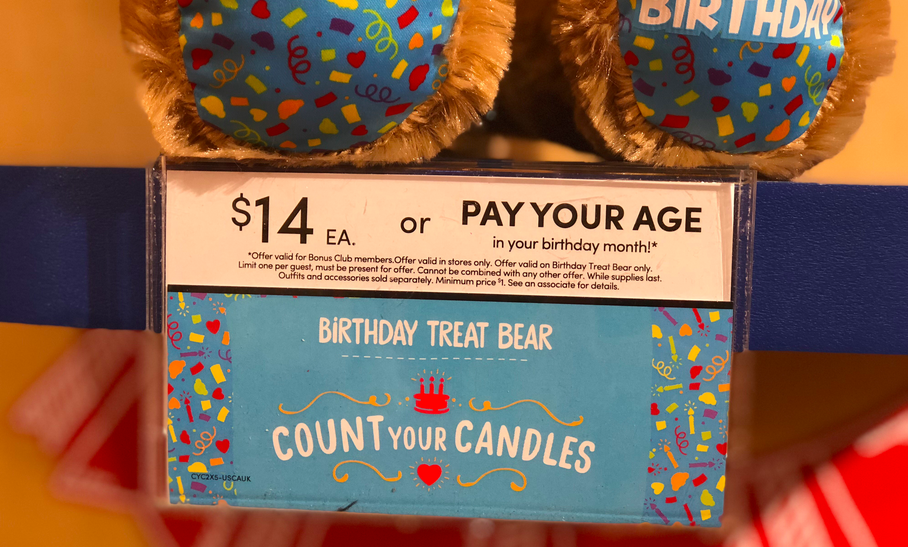 BIRTHDAY
$14 EA. or PAY YOUR AGE
in your birthday month!*
*Offer valid for Bonus Club members.Offer valid in stores only. Offer valid on Birthday Treat Bear only.
Limit one per guest, must be present for offer. Cannot be combined with any other offer. While supplies last.
Outfits and accessories sold separately. Minimum price $1. See an associate for details.
BIRTHDAY TREAT BEAR
COUNT YOUR CANDLES
CYC2XS-USCAUK